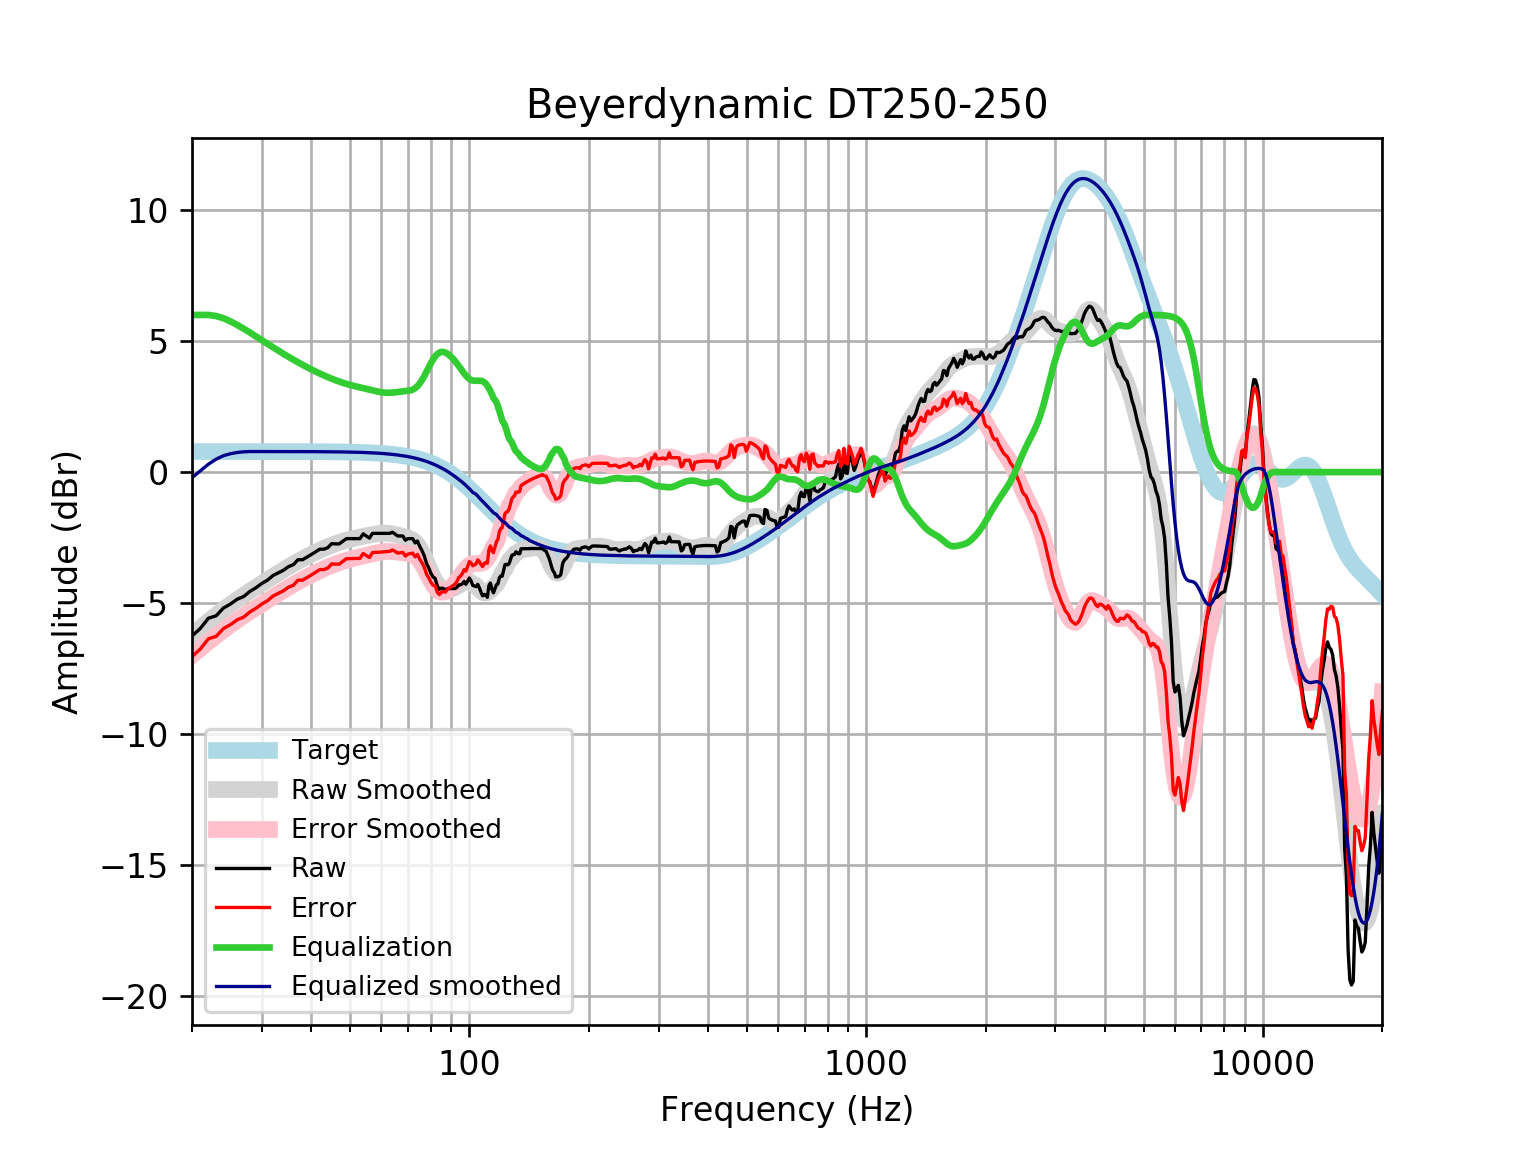 Beyerdynamic DT250-250
Amplitude (dBr)
10
5
0
−5
−10
−15
−20
Target
Raw Smoothed
Error Smoothed
Raw
Error
Equalization
Equalized smoothed
100
1000
10000
Frequency (Hz)